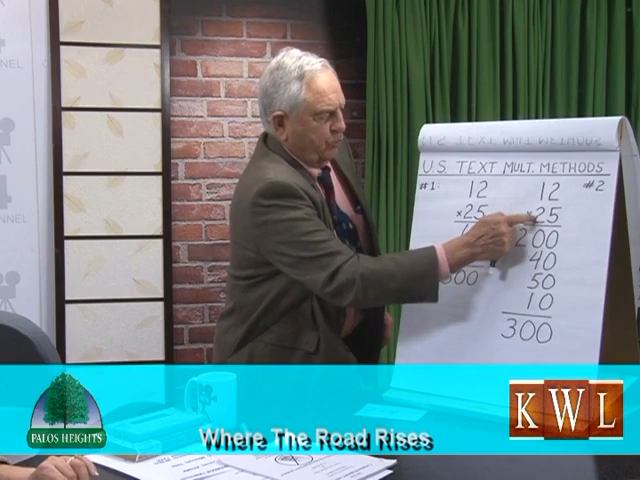 U.S. TEXT MULT. METHODS
#1: 12 12 #2
×25 ×25
200
40
500 50
10
300
PALOS HEIGHTS
Where The Road Rises
KWL